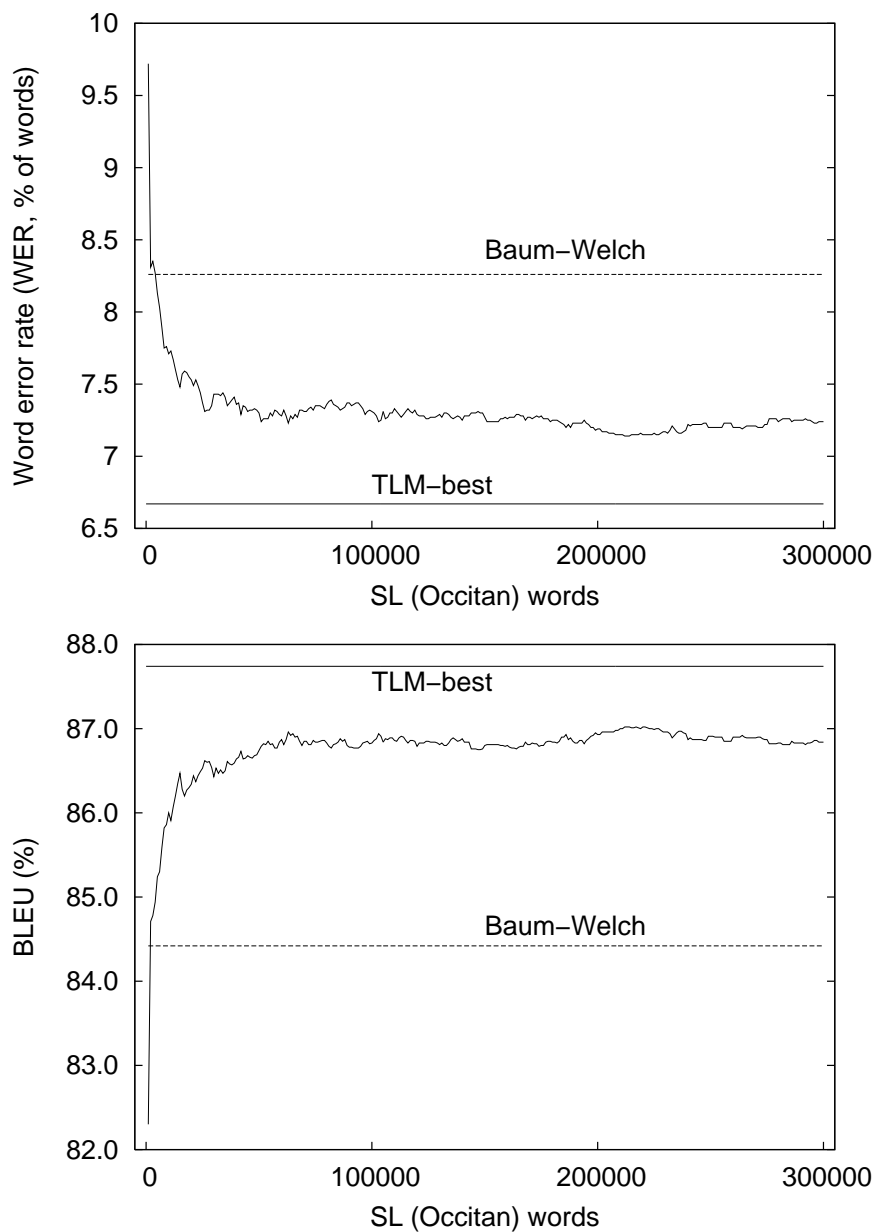 10
9.5
9
8.5
8
7.5
7
6.5
Word error rate (WER, % of words)
Baum−Welch
TLM−best
0 100000 200000 300000
SL (Occitan) words
88.0
87.0
86.0
85.0
84.0
83.0
82.0
BLEU (%)
TLM−best
Baum−Welch
0 100000 200000 300000
SL (Occitan) words